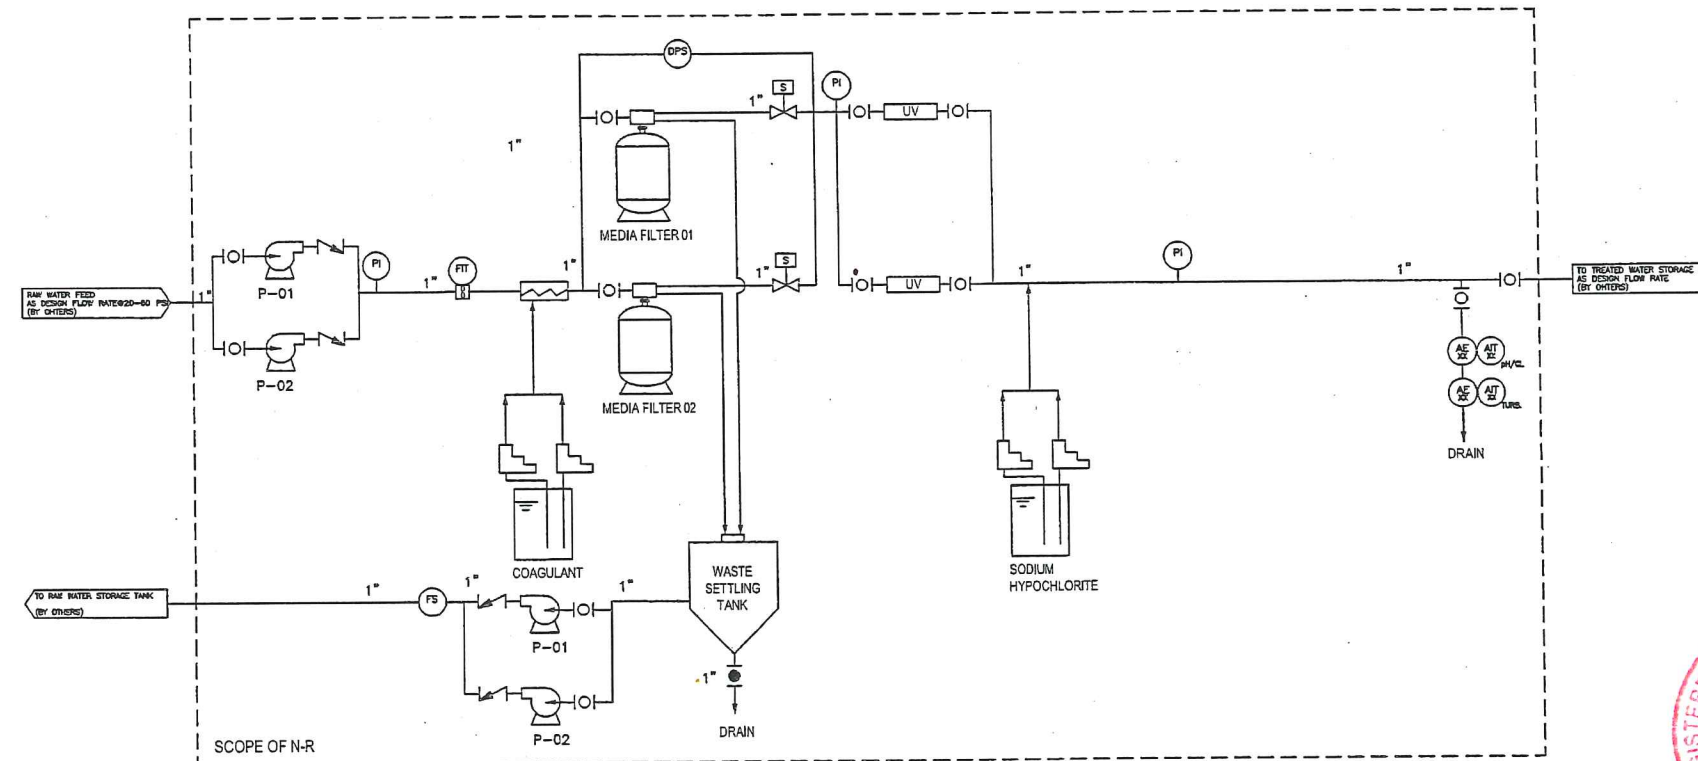 DPS
S
PI
1"
UV
1"
MEDIA FILTER 01
S
1"
PI
FIT
1"
1"
UV
1"
PI
1"
RAW WATER FEED
AS DESIGN FLOW RATE@20-60 PSI
(BY OHTERS)
1"
P-01
P-02
MEDIA FILTER 02
TO TREATED WATER STORAGE
AS DESIGN FLOW RATE
(BY OHTERS)
AE
XX
AIT
XX
pH/CL
AE
XX
AIT
XX
TURB.
DRAIN
COAGULANT
SODIUM
HYPOCHLORITE
WASTE
SETTLING
TANK
TO RAW WATER STORAGE TANK
(BY OTHERS)
1"
FS
1"
1"
P-01
P-02
1"
DRAIN
SCOPE OF N-R